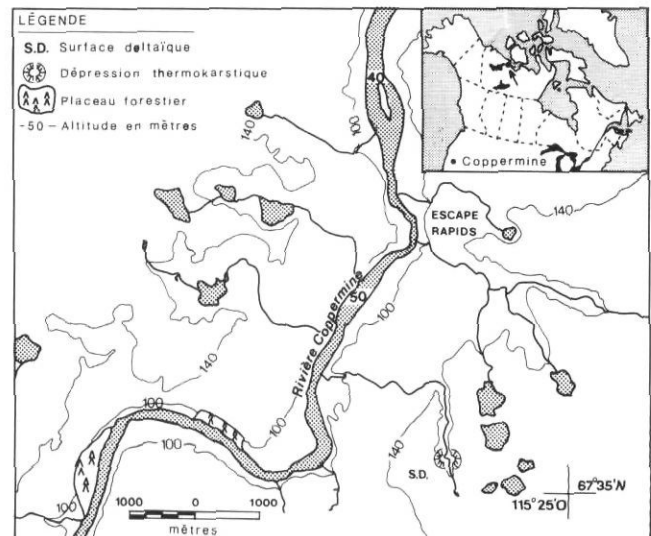 LÉGENDE
S.D. Surface deltaïque
Dépression thermokarstique
Placeau forestier
-50- Altitude en mètres
Coppermine
40
140
100
140
ESCAPE
RAPIDS
50
Rivière Coppermine
100
140
100
100
100
140
100
S.D.
100
67°35'N
115°25'O
1000 0 1000
mètres